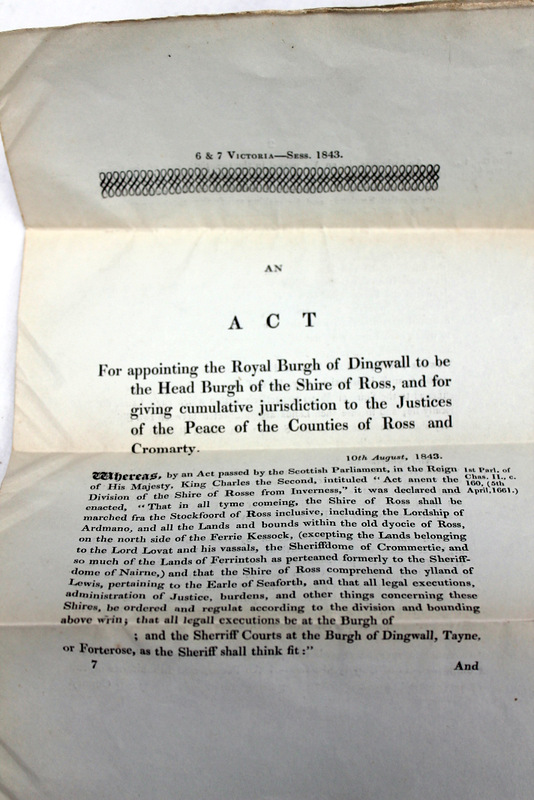 6 & 7 VICTORIA—SESS. 1843.
AN
ACT
For appointing the Royal Burgh of Dingwall to be
the Head Burgh of the Shire of Ross, and for
giving cumulative jurisdiction to the Justices
of the Peace of the Counties of Ross and
Cromarty.
10th August, 1843.
Whereas, by an Act passed by the Scottish Parliament, in the Reign
of His Majesty, King Charles the Second, intituled “Act anent the
Division of the Shire of Rosse from Inverness,” it was declared and
enacted, “That in all tyme comeing, the Shire of Ross shall be
marched fra the Stockfoord of Ross inclusive, including the Lordship of
Ardmano, and all the Lands and bounds within the old dyocie of Ross,
on the north side of the Ferrie Kessock, (excepting the Lands belonging
to the Lord Lovat and his vassals, the Sheriffdome of Crommertie, and
so much of the Lands of Ferrintosh as perteaned formerly to the Sheriff-
dome of Nairne,) and that the Shire of Ross comprehend the ylland of
Lewis, pertaining to the Earle of Seaforth, and that all legal executions,
administration of Justice, burdens, and other things concerning these
Shires, be ordered and regulat according to the division and bounding
above wrin; that all legall executions be at the Burgh of
; and the Sherriff Courts at the Burgh of Dingwall, Tayne,
or Forterose, as the Sheriff shall think fit:”
1st Parl. of
Chas. 11., c.
160, (5th
April, 1661.)
7
And